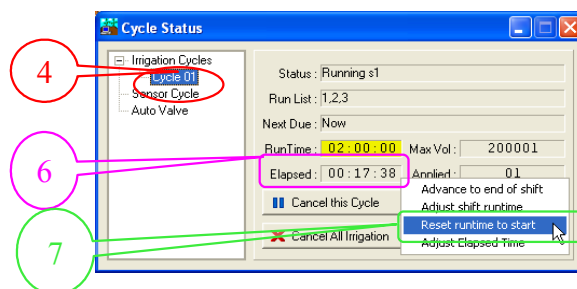 Cycle Status
4
Irrigation Cycles
Cycle 01
Sensor Cycle
Auto Valve
Status : Running s1
Run List : 1,2,3
Next Due : Now
RunTime : 02:00:00 Max Vol : 200001
6
Elapsed : 00:17:38 Applied : 01
Cancel this Cycle
Cancel All Irrigation
Advance to end of shift
Adjust shift runtime
Reset runtime to start
Adjust Elapsed Time
7